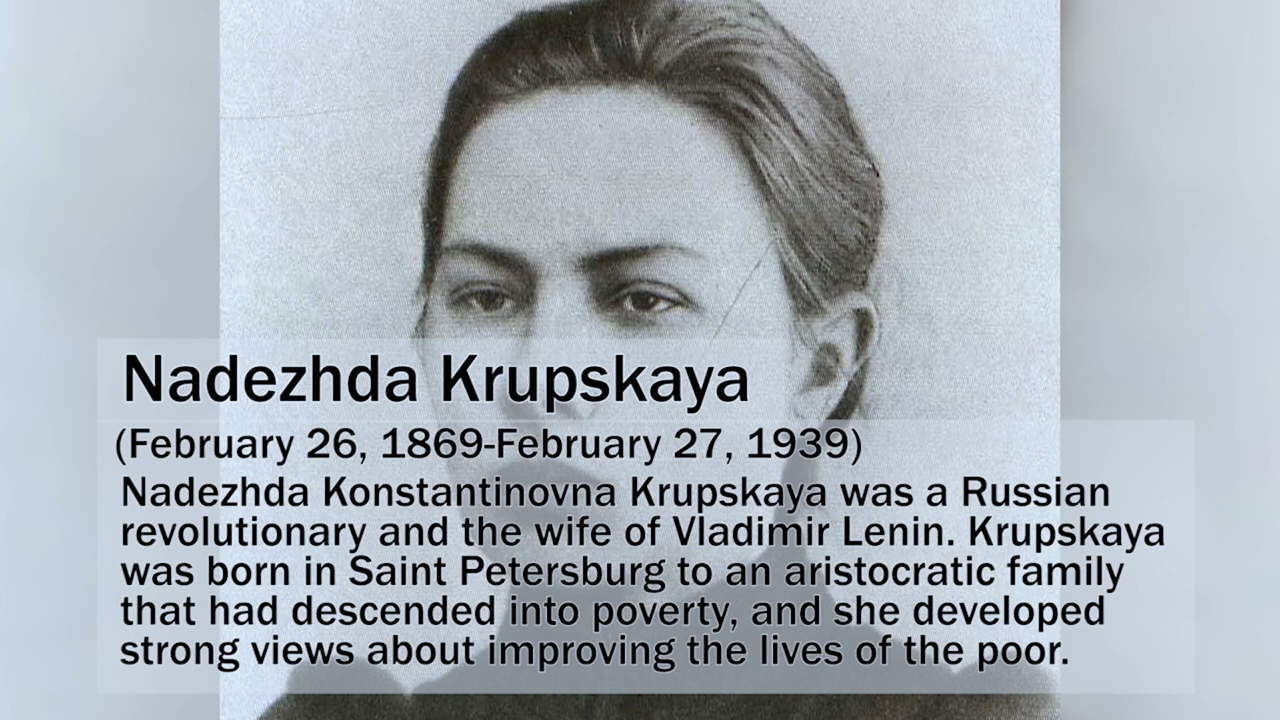 Nadezhda Krupskaya
(February 26, 1869-February 27, 1939)
Nadezhda Konstantinovna Krupskaya was a Russian
revolutionary and the wife of Vladimir Lenin. Krupskaya
was born in Saint Petersburg to an aristocratic family
that had descended into poverty, and she developed
strong views about improving the lives of the poor.